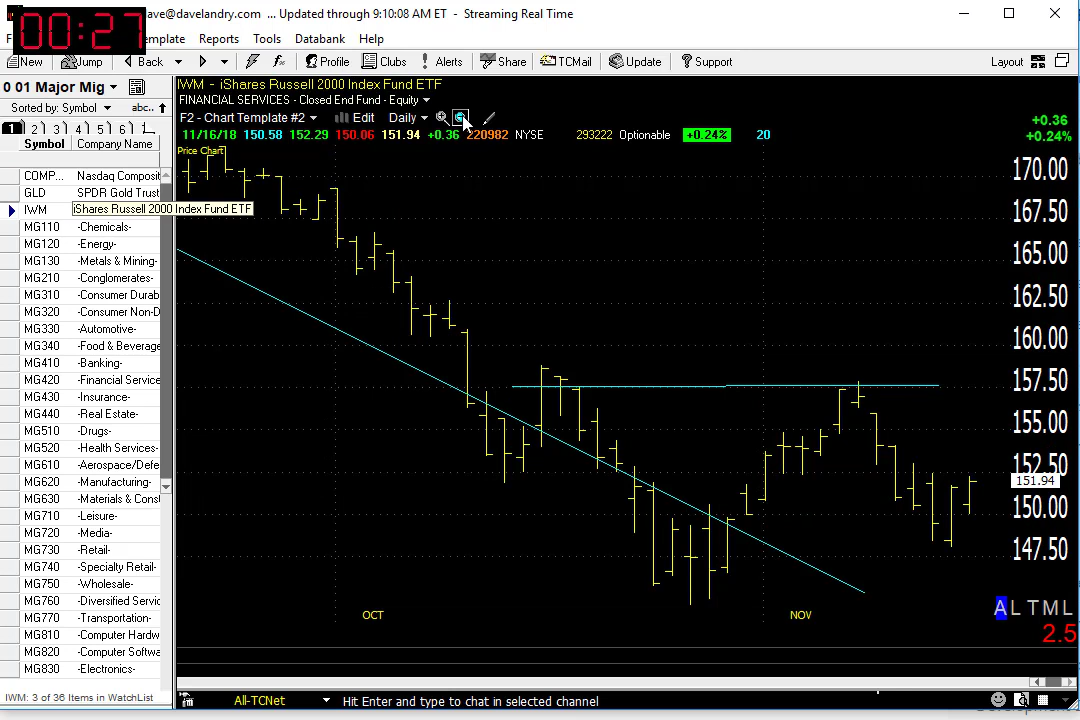 ave@davelandry.com ... Updated through 9:10:08 AM ET - Streaming Real Time
00:27
F emplate Reports Tools Databank Help
New Jump Back Profile Clubs Alerts Share TCMail Update Support Layout
0 01 Major Mig
Sorted by: Symbol abc..
1 2 3 4 5 6
Symbol Company Name
COMP... Nasdaq Composit
GLD SPDR Gold Trust
IWM iShares Russell 2000 Index Fund ETF
MG110 -Chemicals-
MG120 -Energy-
MG130 -Metals & Mining-
MG210 -Conglomerates-
MG310 -Consumer Durab
MG320 -Consumer Non-D
MG330 -Automotive-
MG340 -Food & Beverage
MG410 -Banking-
MG420 -Financial Service
MG430 -Insurance-
MG440 -Real Estate-
MG510 -Drugs-
MG520 -Health Services-
MG610 -Aerospace/Defe
MG620 -Manufacturing-
MG630 -Materials & Const
MG710 -Leisure-
MG720 -Media-
MG730 -Retail-
MG740 -Specialty Retail-
MG750 -Wholesale-
MG760 -Diversified Servic
MG770 -Transportation-
MG810 -Computer Hardw
MG820 -Computer Softwa
MG830 -Electronics-
IWM: 3 of 36 Items in WatchList
IWM - iShares Russell 2000 Index Fund ETF
FINANCIAL SERVICES - Closed End Fund - Equity
F2 - Chart Template #2 Edit Daily
11/16/18 150.58 152.29 150.06 151.94 +0.36 220982 NYSE 293222 Optionable +0.24% 20
+0.36
+0.24%
Price Chart
170.00
167.50
165.00
162.50
160.00
157.50
155.00
152.50
151.94
150.00
147.50
OCT NOV
A L T M L
2.5
All-TCNet Hit Enter and type to chat in selected channel